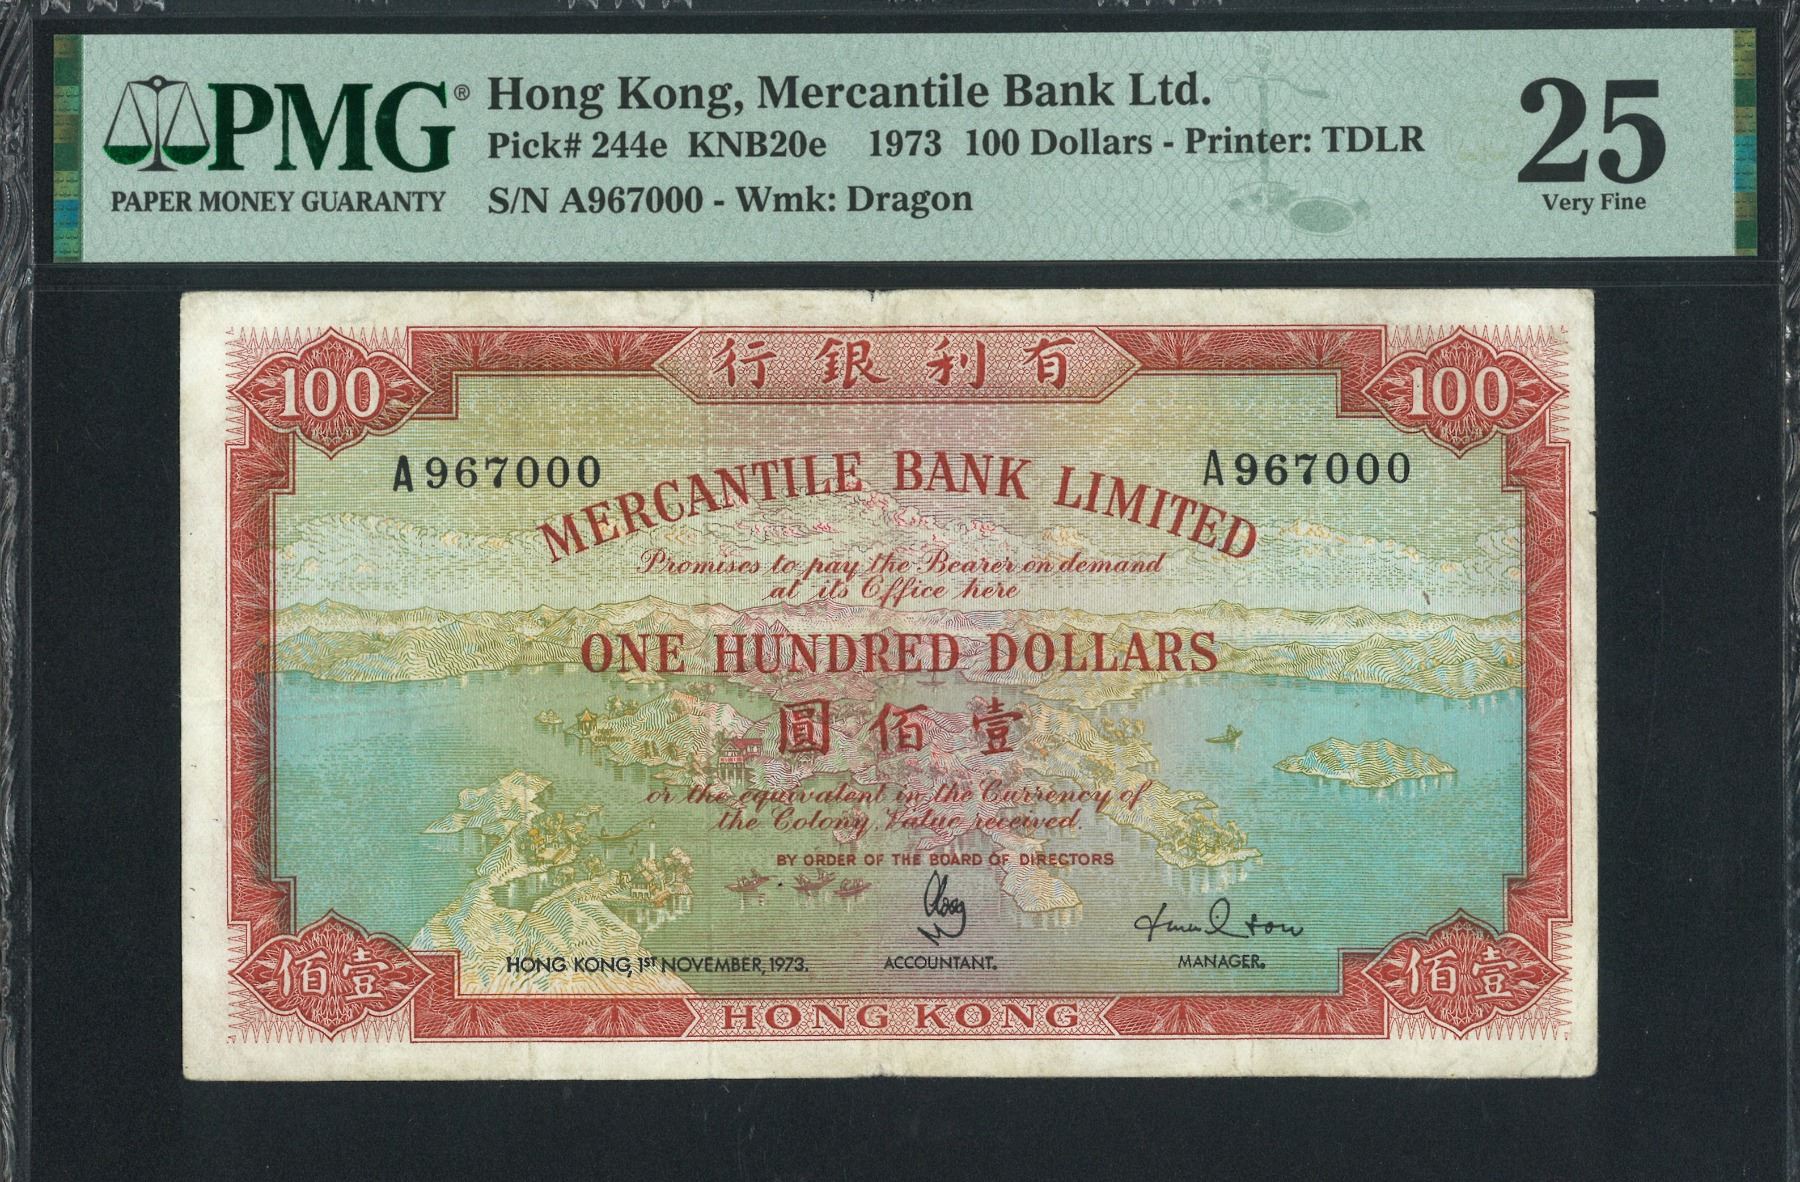 PMG®
PAPER MONEY GUARANTY
Hong Kong, Mercantile Bank Ltd.
Pick# 244e KNB20e 1973 100 Dollars - Printer: TDLR
S/N A967000 - Wmk: Dragon
25
Very Fine
行銀利有
100
100
A967000
A967000
MERCANTILE BANK LIMITED
Promises to pay the Bearer on demand
at its Office here
ONE HUNDRED DOLLARS
圓佰壹
or the equivalent in the Currency of
the Colony, Value received.
BY ORDER OF THE BOARD OF DIRECTORS
HONG KONG, 1ST NOVEMBER, 1973.
ACCOUNTANT.
MANAGER.
佰壹
佰壹
HONG KONG